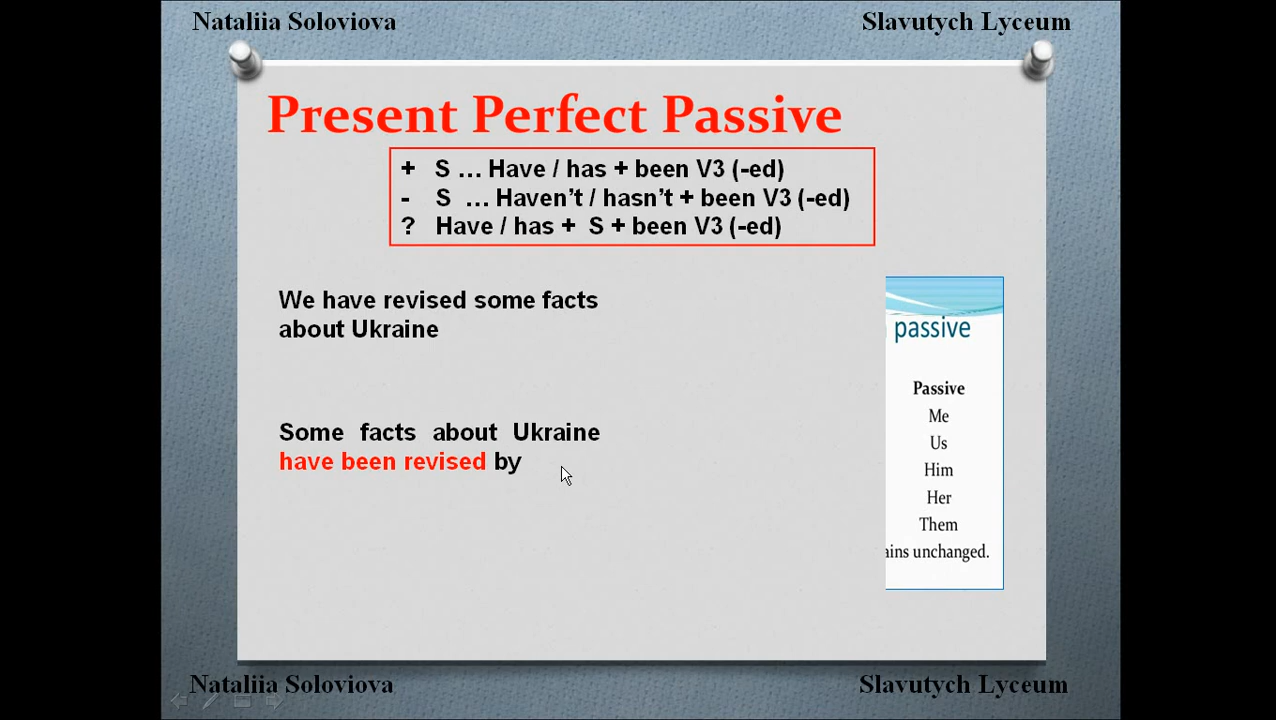 Nataliia Soloviova
Slavutych Lyceum
Present Perfect Passive
+ S … Have / has + been V3 (-ed)
- S … Haven’t / hasn’t + been V3 (-ed)
? Have / has + S + been V3 (-ed)
We have revised some facts
about Ukraine
Some facts about Ukraine
have been revised by
passive
Passive
Me
Us
Him
Her
Them
unchanged.
Nataliia Soloviova
Slavutych Lyceum